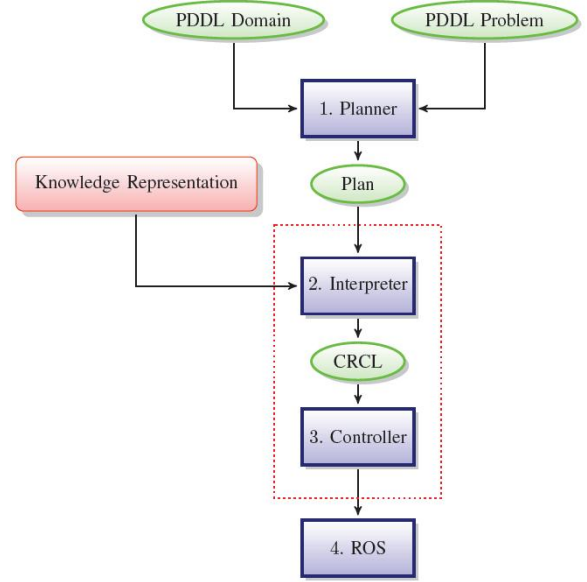 PDDL Domain
PDDL Problem
1. Planner
Knowledge Representation
Plan
2. Interpreter
CRCL
3. Controller
4. ROS